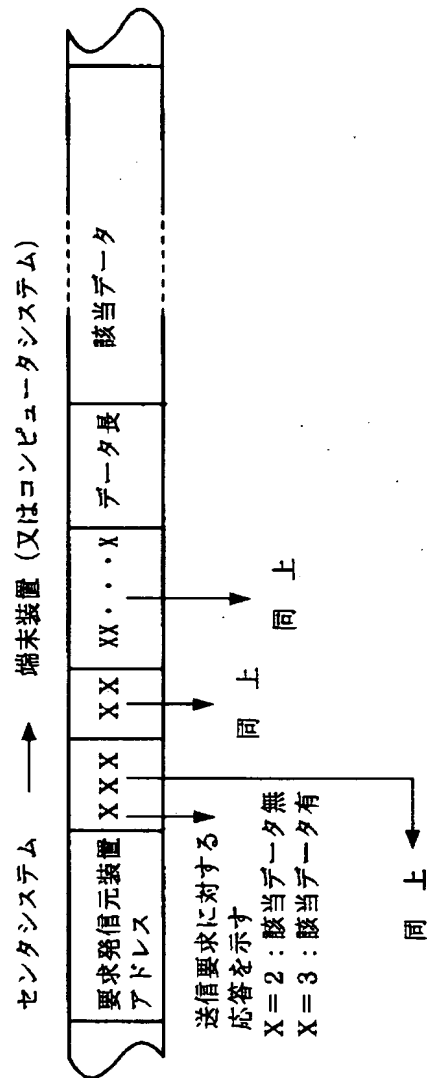 センタシステム → 端末装置 (又はコンピュータシステム)
要求発信元装置
アドレス
XXX
XX
XX・・・X
データ長
該当データ
送信要求に対する
応答を示す
X=2:該当データ無
X=3:該当データ有
同 上
同 上
同 上